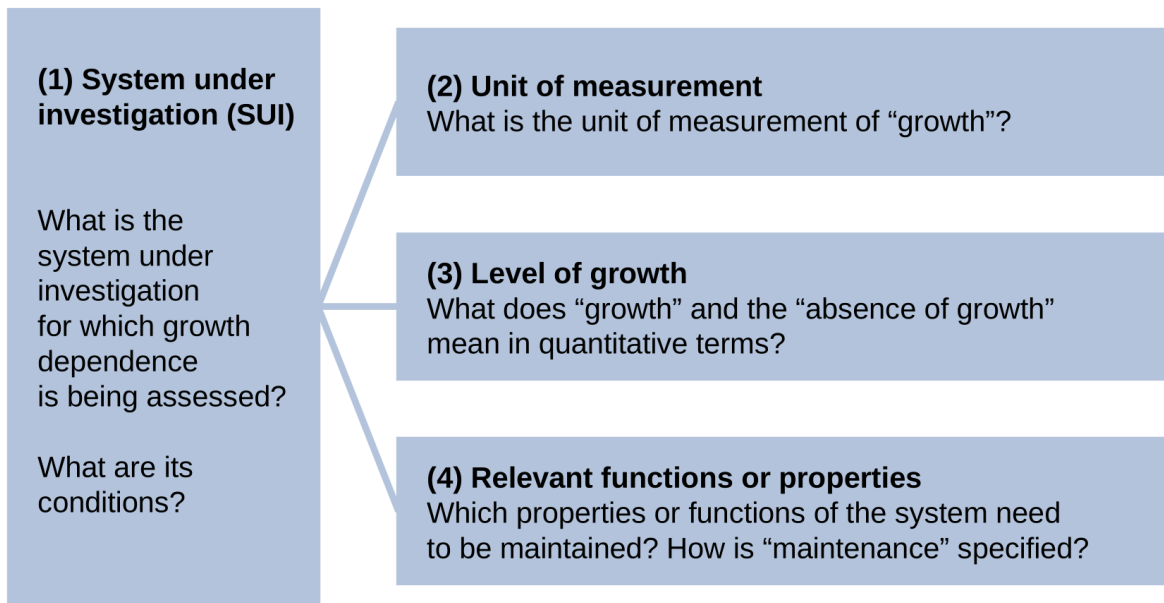 (1) System under
investigation (SUI)
What is the
system under
investigation
for which growth
dependence
is being assessed?
What are its
conditions?
(2) Unit of measurement
What is the unit of measurement of “growth”?
(3) Level of growth
What does “growth” and the “absence of growth”
mean in quantitative terms?
(4) Relevant functions or properties
Which properties or functions of the system need
to be maintained? How is “maintenance” specified?